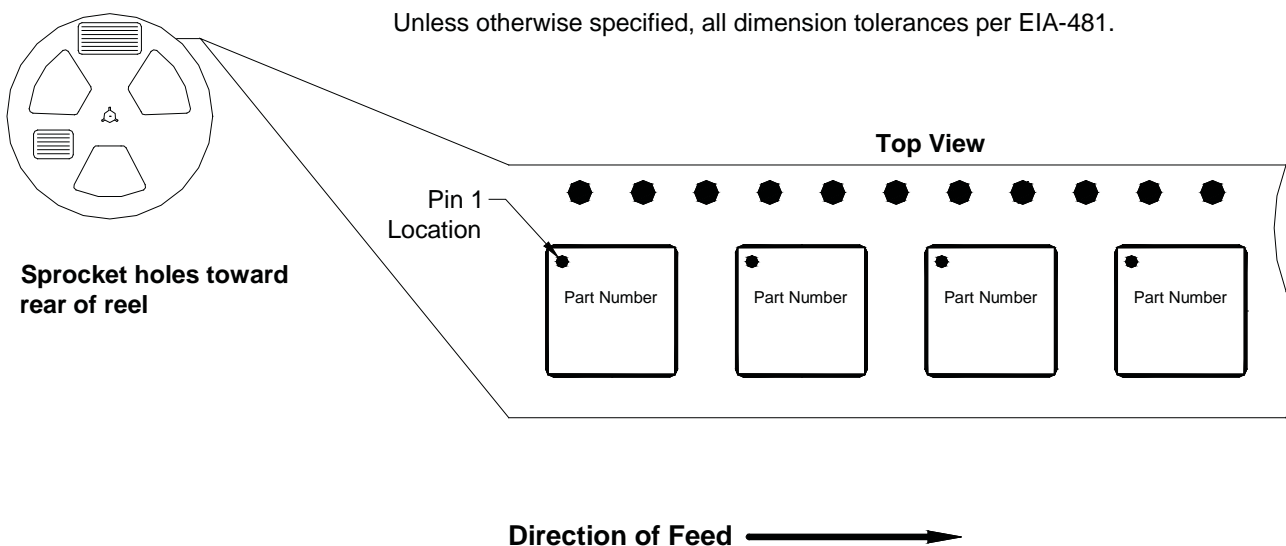 Unless otherwise specified, all dimension tolerances per EIA-481.
Top View
Pin 1
Location
Sprocket holes toward
rear of reel
Part Number
Part Number
Part Number
Part Number
Direction of Feed